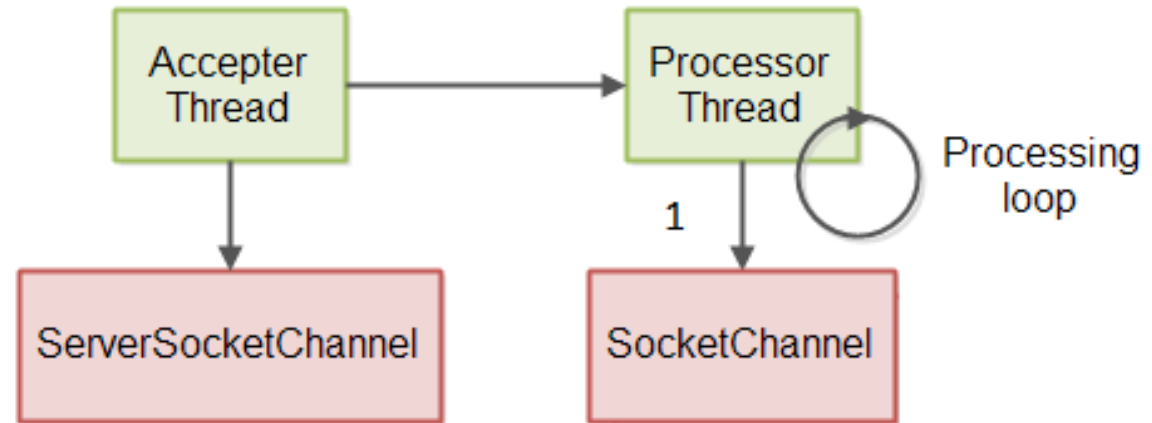 Accepter
Thread
Processor
Thread
Processing
loop
1
ServerSocketChannel
SocketChannel